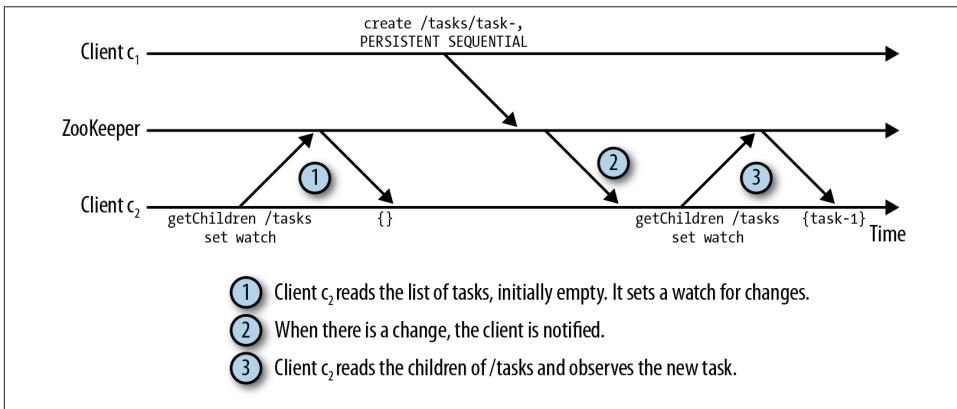 create /tasks/task-,
PERSISTENT SEQUENTIAL
Client c₁
ZooKeeper
1
2
3
Client c₂
getChildren /tasks
set watch
{}
getChildren /tasks
set watch
{task-1}
Time
1 Client c₂ reads the list of tasks, initially empty. It sets a watch for changes.
2 When there is a change, the client is notified.
3 Client c₂ reads the children of /tasks and observes the new task.